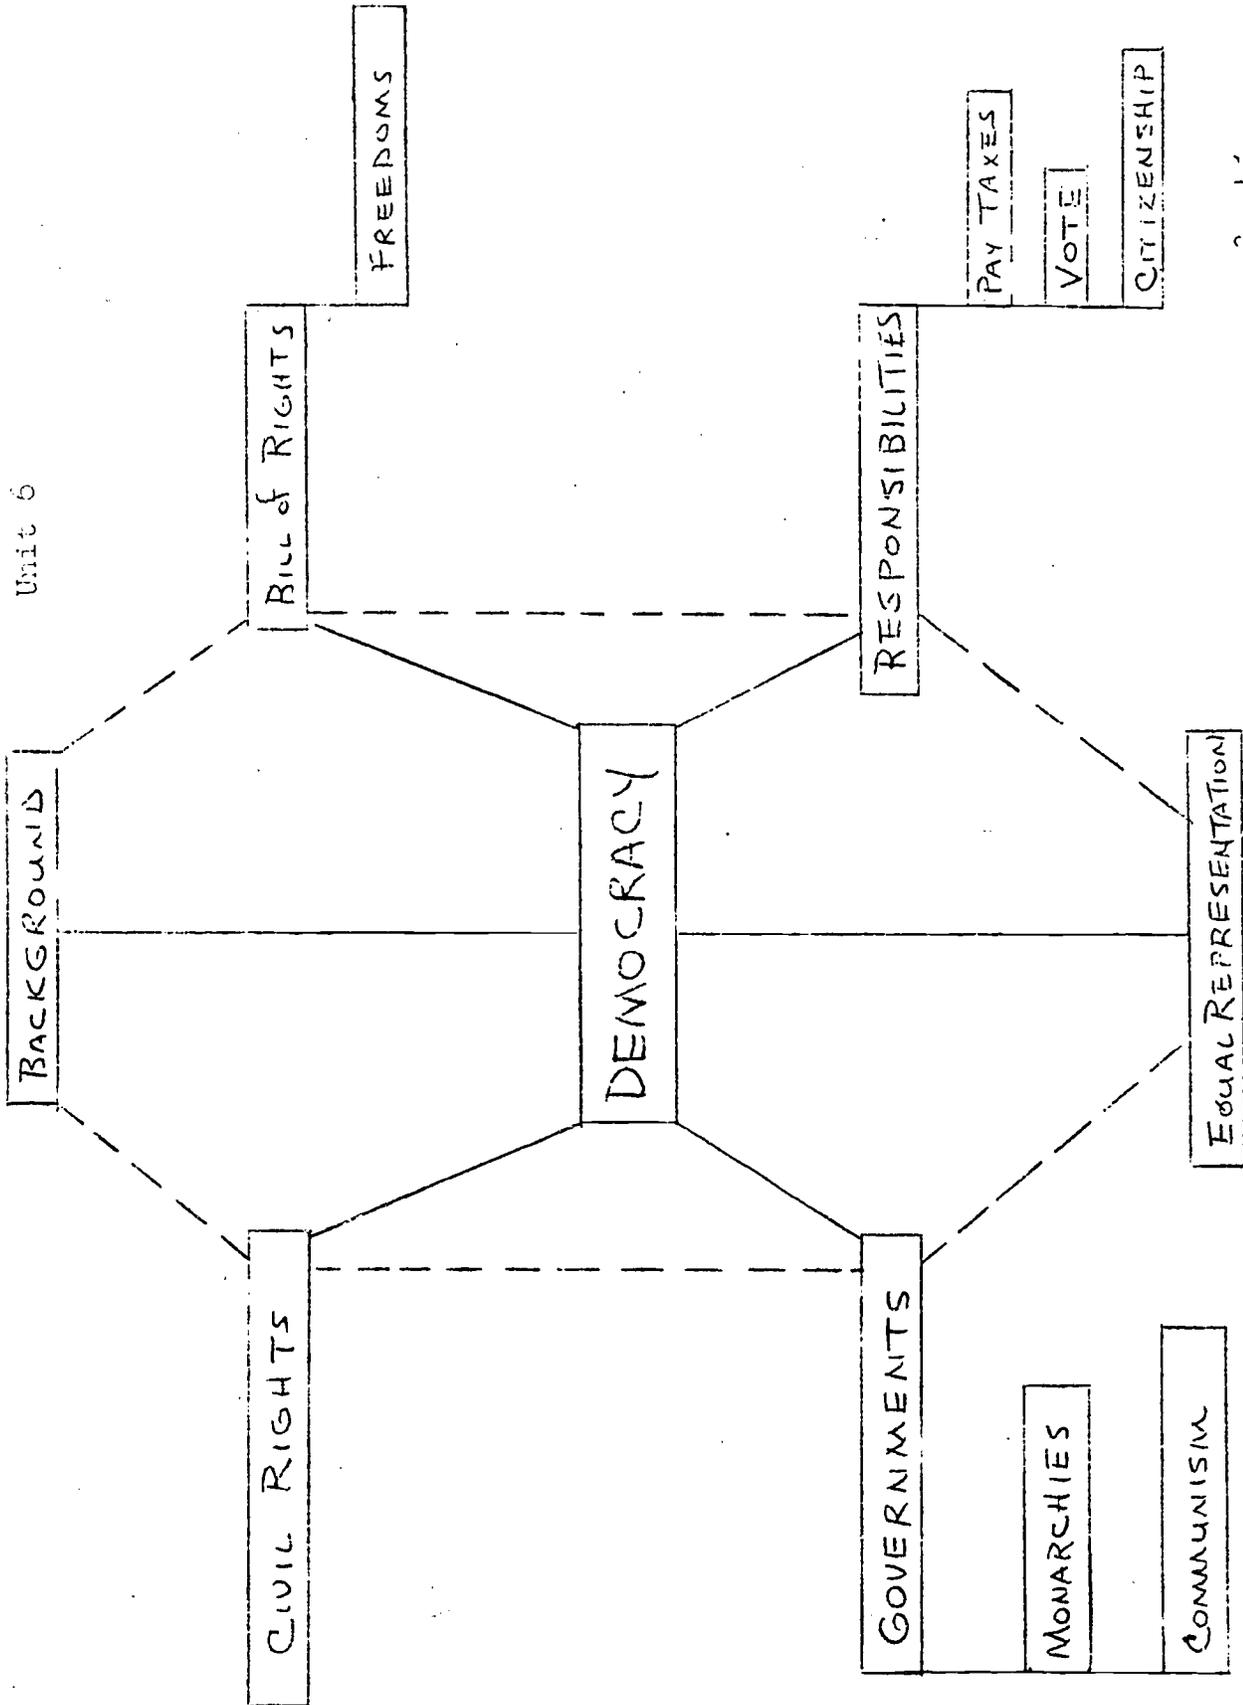 Unit 6
BACKGROUND
CIVIL RIGHTS
BILL of RIGHTS
FREEDOMS
DEMOCRACY
GOVERNMENTS
MONARCHIES
COMMUNISM
RESPONSIBILITIES
PAY TAXES
VOTE
CITIZENSHIP
EQUAL REPRESENTATION